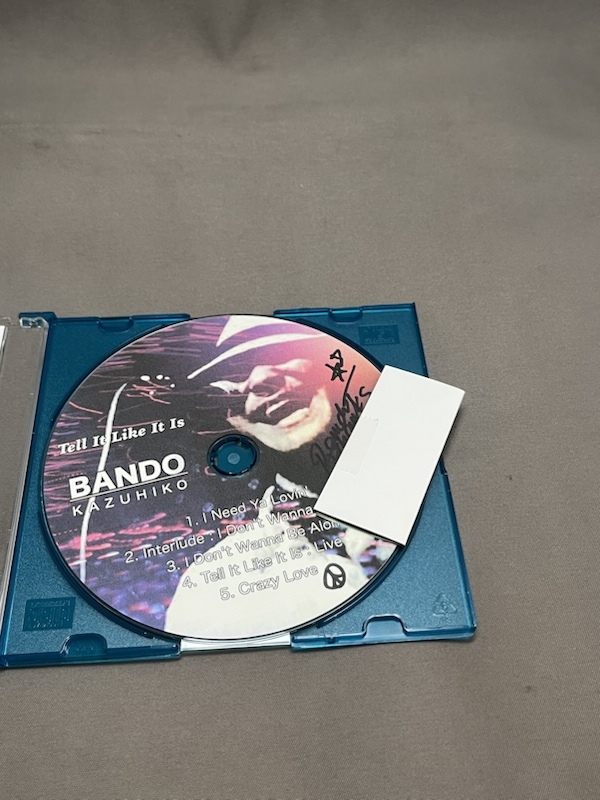 Tell It Like It Is
BANDO
KAZUHIKO
1. I Need Ya Lovin'
2. Interlude : I Don't Wanna
3. I Don't Wanna Be Alon
4. Tell It Like It Is : Live
5. Crazy Love